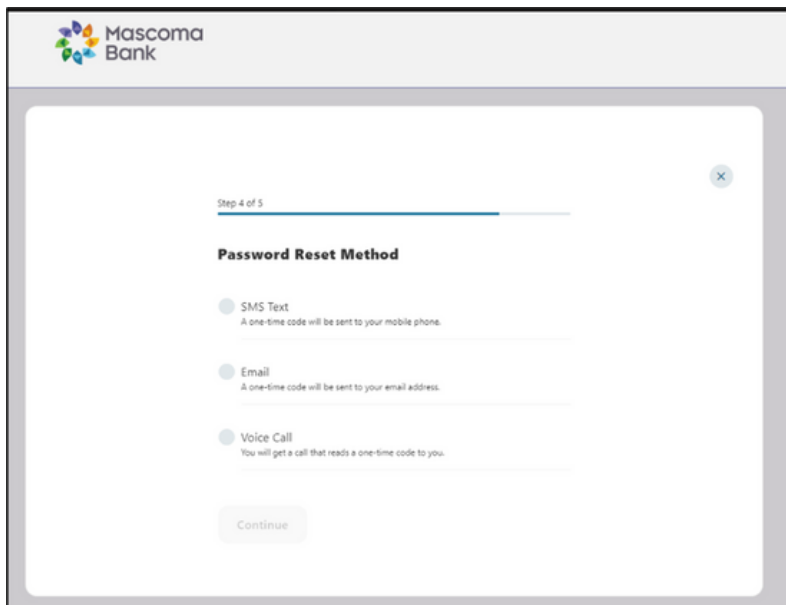 Mascoma
Bank
Step 4 of 5
Password Reset Method
SMS Text
A one-time code will be sent to your mobile phone.
Email
A one-time code will be sent to your email address.
Voice Call
You will get a call that reads a one-time code to you.
Continue